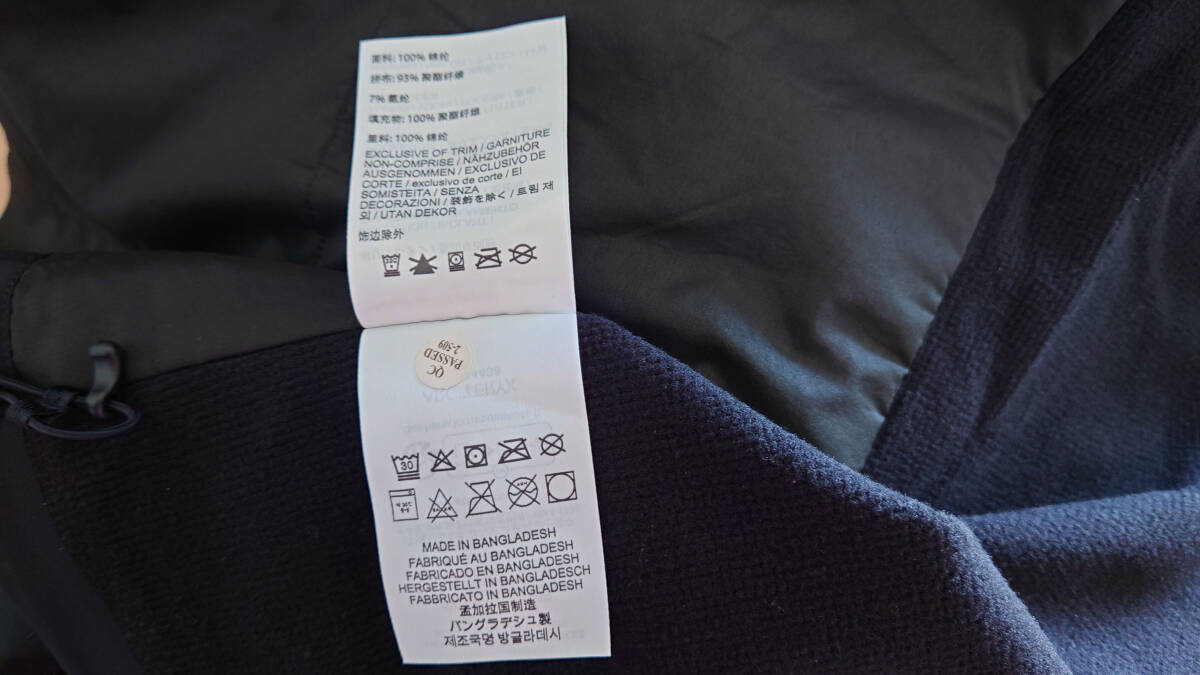 面料: 100% 锦纶
拼布: 93% 聚酯纤维
7% 氨纶
填充物: 100% 聚酯纤维
里料: 100% 锦纶
EXCLUSIVE OF TRIM / GARNITURE
NON-COMPRISE / NÄHZUBEHÖR
AUSGENOMMEN / EXCLUSIVO DE
CORTE / exclusivo de corte / EI
SOMISTEITA / SENZA
DECORAZIONI / 装飾を除く / 트림 제
외 / UTAN DEKOR
饰边除外
QC
PASSED
2-509
30
MADE IN BANGLADESH
FABRIQUÉ AU BANGLADESH
FABRICADO EN BANGLADESH
HERGESTELLT IN BANGLADESCH
FABBRICATO IN BANGLADESH
孟加拉国制造
バングラデシュ製
제조국명 방글라데시